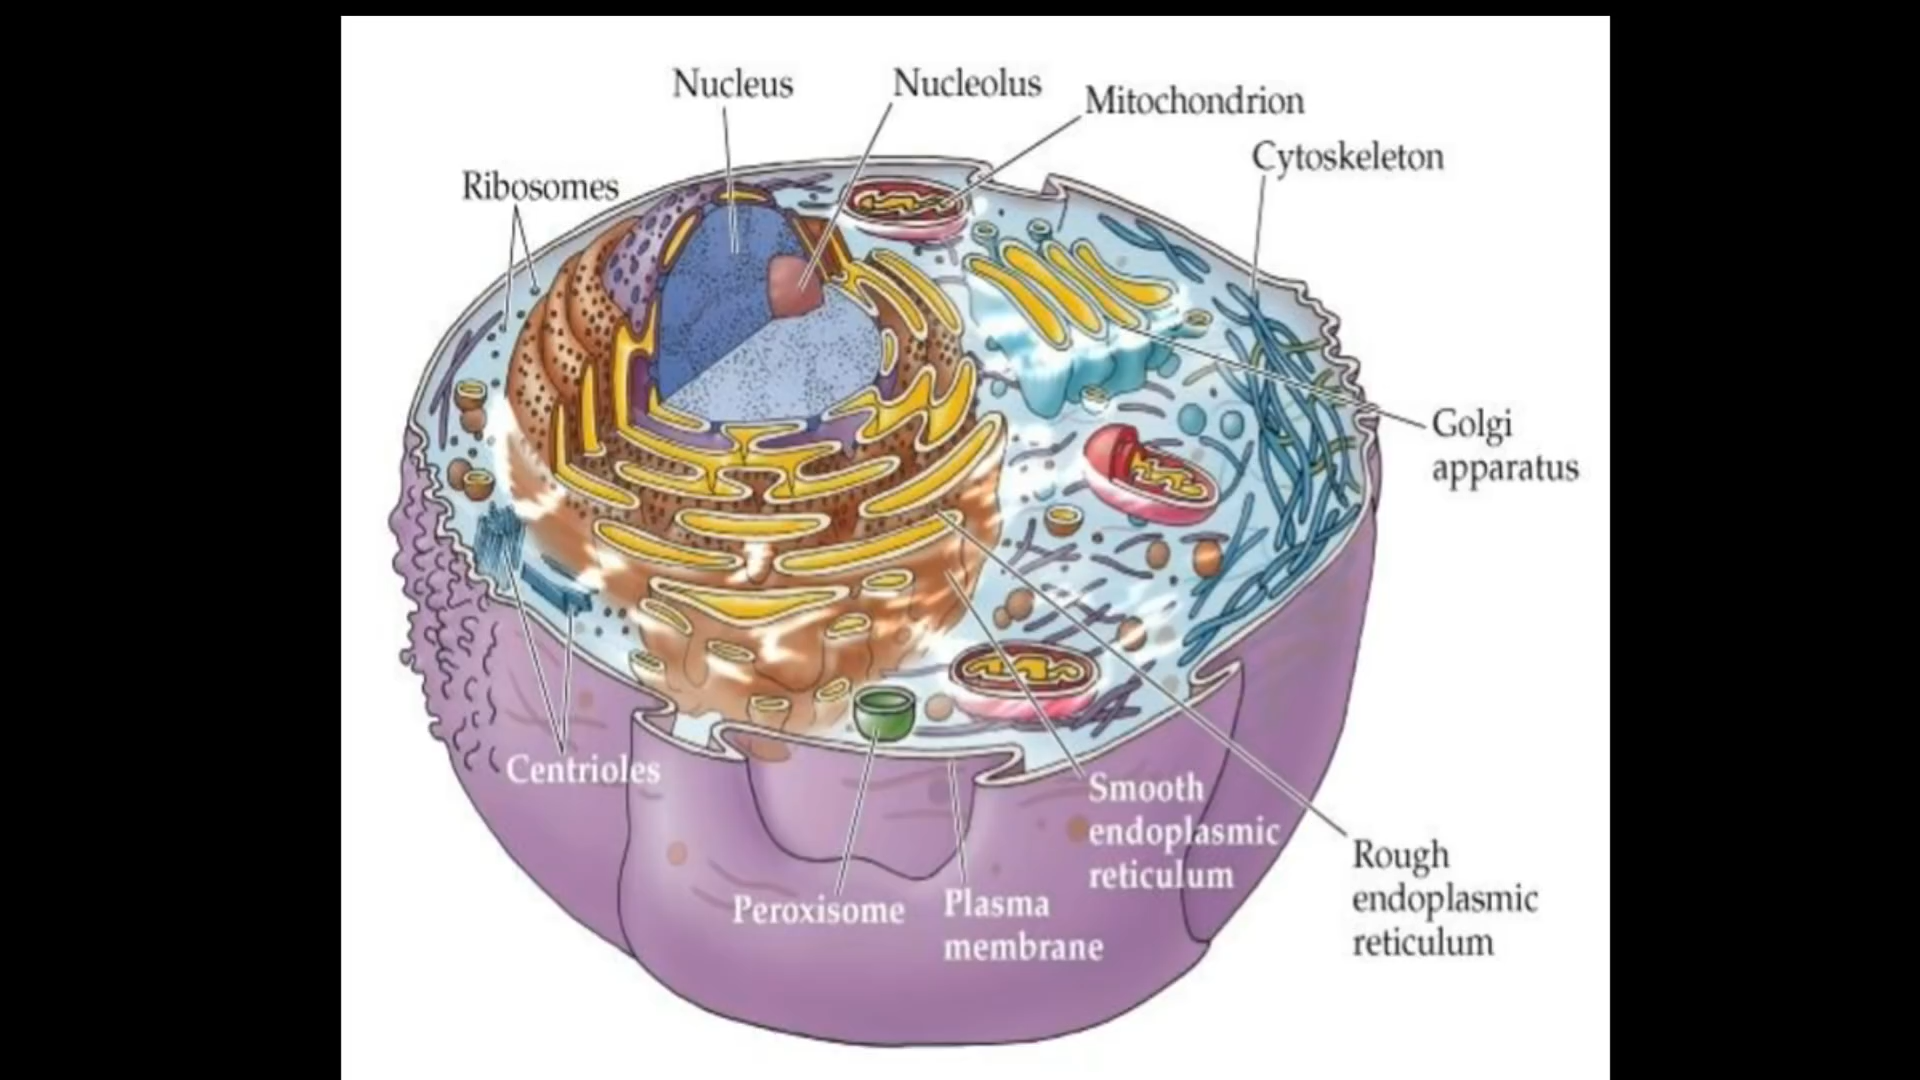 Nucleus
Nucleolus
Mitochondrion
Cytoskeleton
Ribosomes
Golgi
apparatus
Centrioles
Smooth
endoplasmic
reticulum
Rough
endoplasmic
reticulum
Peroxisome
Plasma
membrane